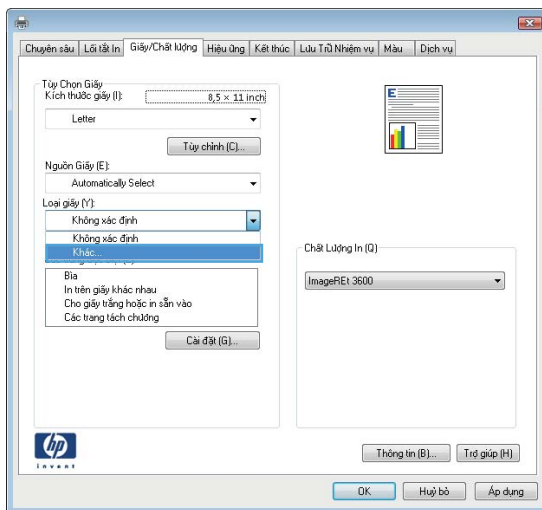 Chuyên sâu Lối tắt In Giấy/Chất lượng Hiệu ứng Kết thúc Lưu Trữ Nhiệm vụ Màu Dịch vụ
Tùy Chọn Giấy
Kích thước giấy (I): 8,5 × 11 inch
Letter
Tùy chỉnh (C)...
Nguồn Giấy (E):
Automatically Select
Loại giấy (Y):
Không xác định
Không xác định
Khác...
Bìa
In trên giấy khác nhau
Cho giấy trắng hoặc in sẵn vào
Các trang tách chương
Cài đặt (G)...
E
Chất Lượng In (Q)
ImageREt 3600
hp
invent
Thông tin (B)... Trợ giúp (H)
OK Huỷ bỏ Áp dụng